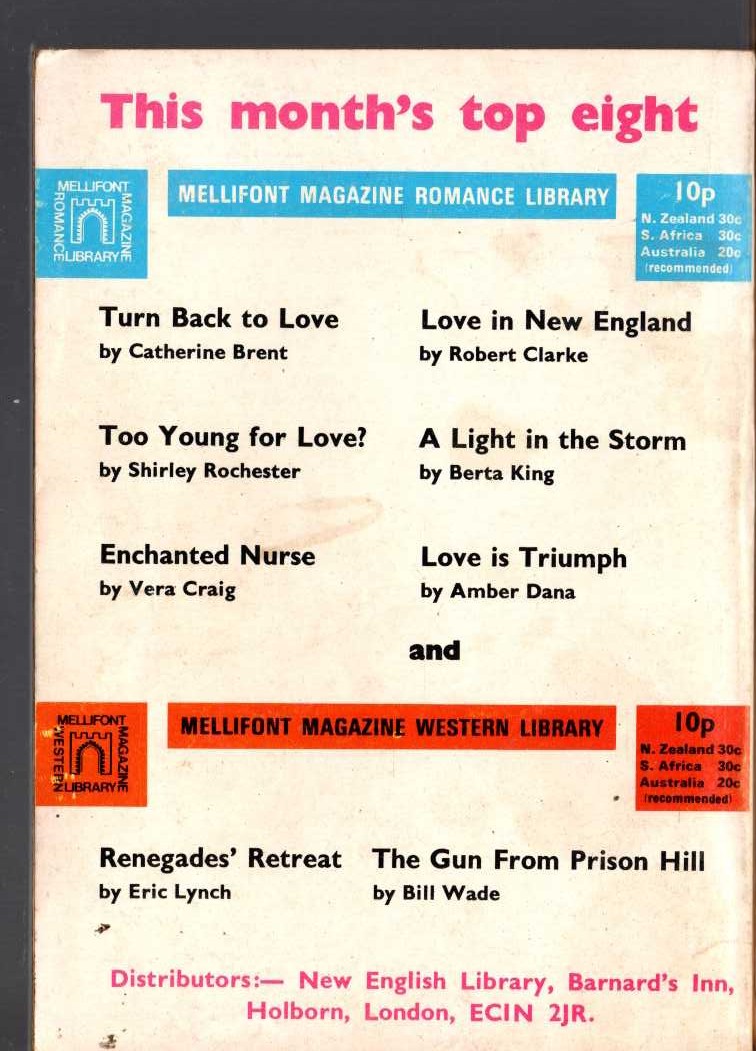 This month's top eight
MELLIFONT MAGAZINE ROMANCE LIBRARY
MELLIFONT
MAGAZINE
ROMANCE
LIBRARY
10p
N. Zealand 30c
S. Africa 30c
Australia 20c
(recommended)
Turn Back to Love
by Catherine Brent
Love in New England
by Robert Clarke
Too Young for Love?
by Shirley Rochester
A Light in the Storm
by Berta King
Enchanted Nurse
by Vera Craig
Love is Triumph
by Amber Dana
and
MELLIFONT
MAGAZINE
WESTERN
LIBRARY
MELLIFONT MAGAZINE WESTERN LIBRARY
10p
N. Zealand 30c
S. Africa 30c
Australia 20c
(recommended)
Renegades' Retreat
by Eric Lynch
The Gun From Prison Hill
by Bill Wade
Distributors:— New English Library, Barnard's Inn,
Holborn, London, ECIN 2JR.